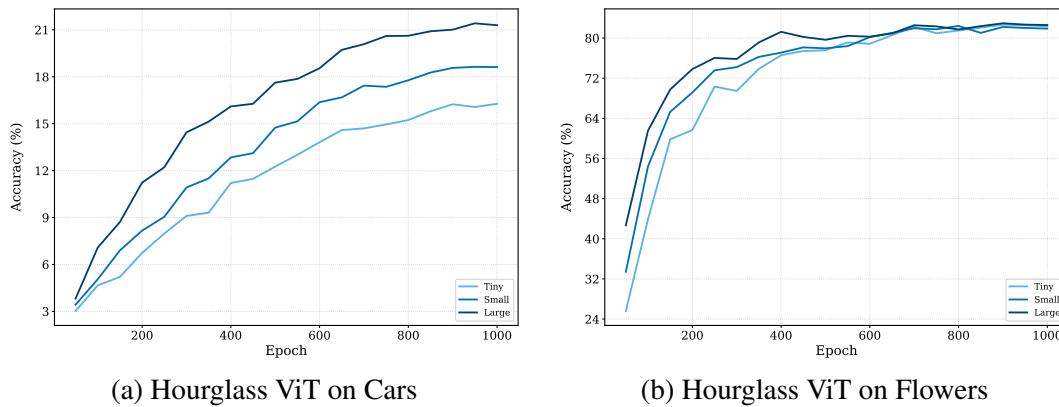 21
18
15
12
9
6
3
Accuracy (%)
200
400
600
800
1000
Epoch
Tiny
Small
Large
(a) Hourglass ViT on Cars
80
72
64
56
48
40
32
24
Accuracy (%)
200
400
600
800
1000
Epoch
Tiny
Small
Large
(b) Hourglass ViT on Flowers